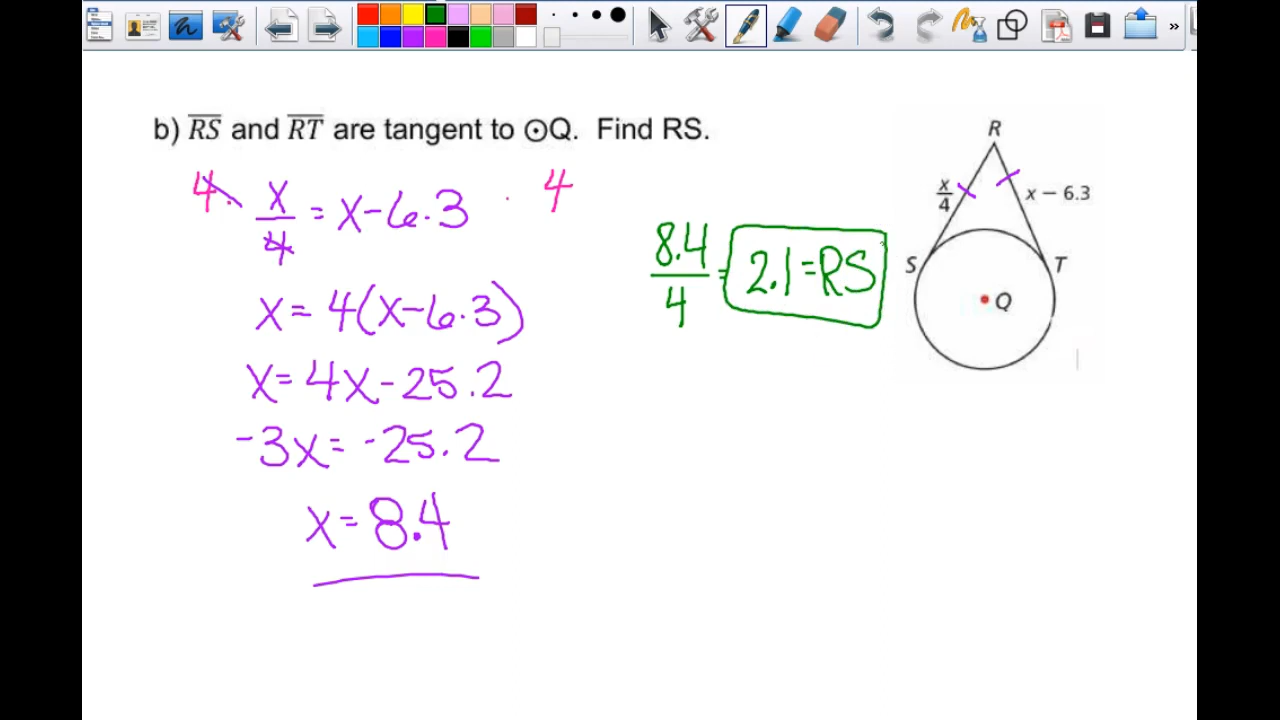 b) RS and RT are tangent to ⊙Q. Find RS.
4 · x/4 = x-6.3 · 4
x = 4(x-6.3)
x = 4x-25.2
-3x = -25.2
x = 8.4
8.4/4 = 2.1 = RS
R
x/4
x – 6.3
S
T
Q
»